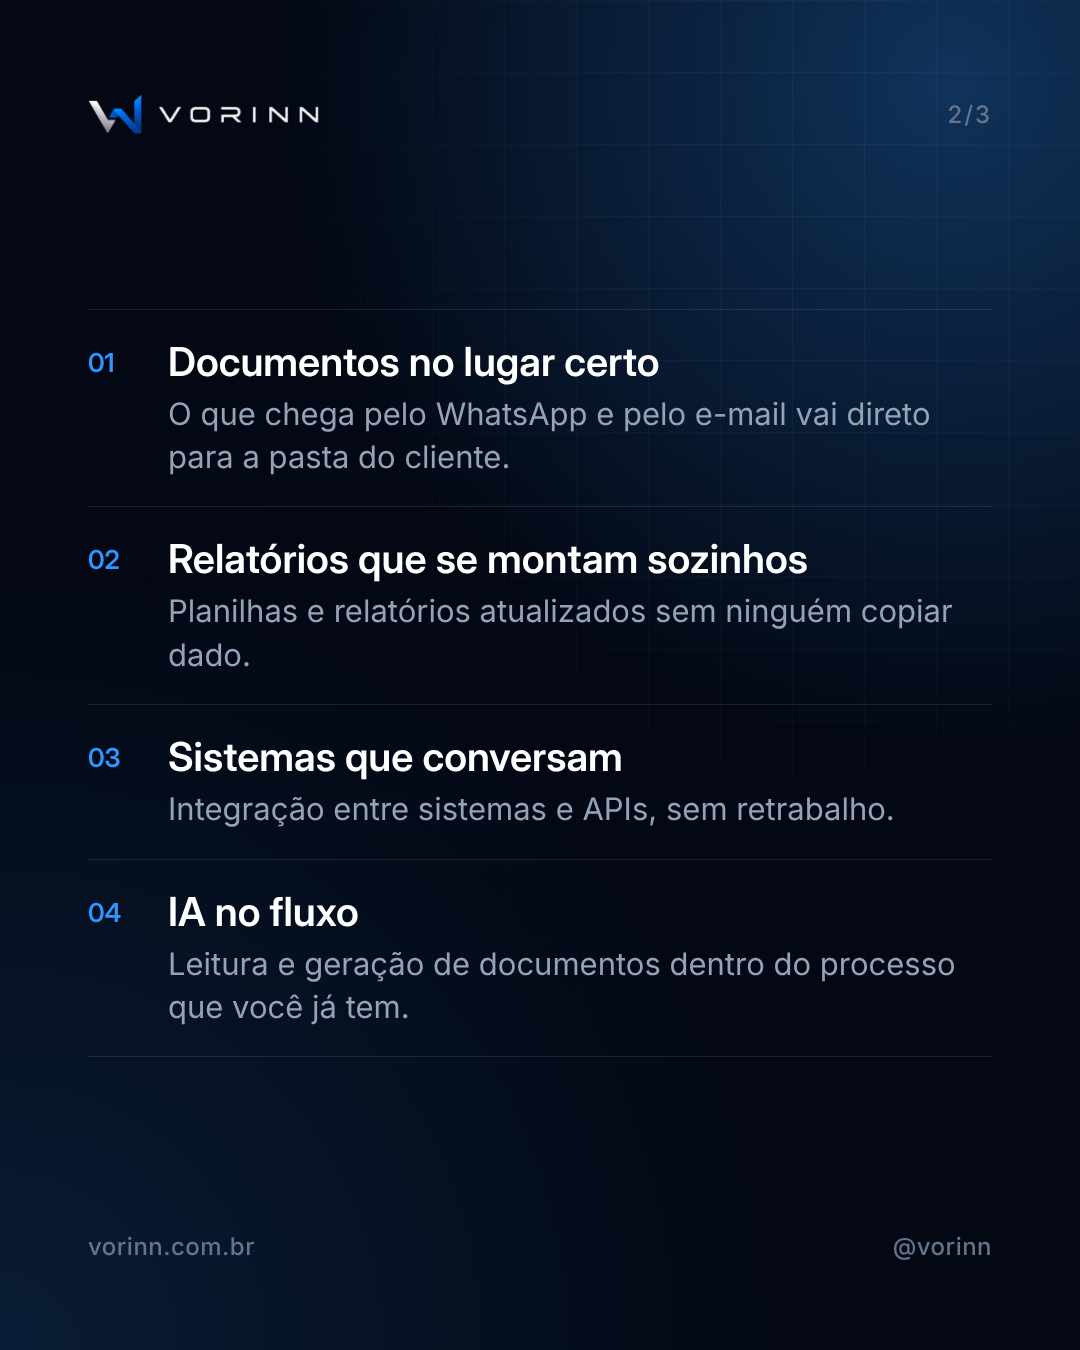 VORINN
2/3
01
Documentos no lugar certo
O que chega pelo WhatsApp e pelo e-mail vai direto
para a pasta do cliente.
02
Relatórios que se montam sozinhos
Planilhas e relatórios atualizados sem ninguém copiar
dado.
03
Sistemas que conversam
Integração entre sistemas e APIs, sem retrabalho.
04
IA no fluxo
Leitura e geração de documentos dentro do processo
que você já tem.
vorinn.com.br
@vorinn